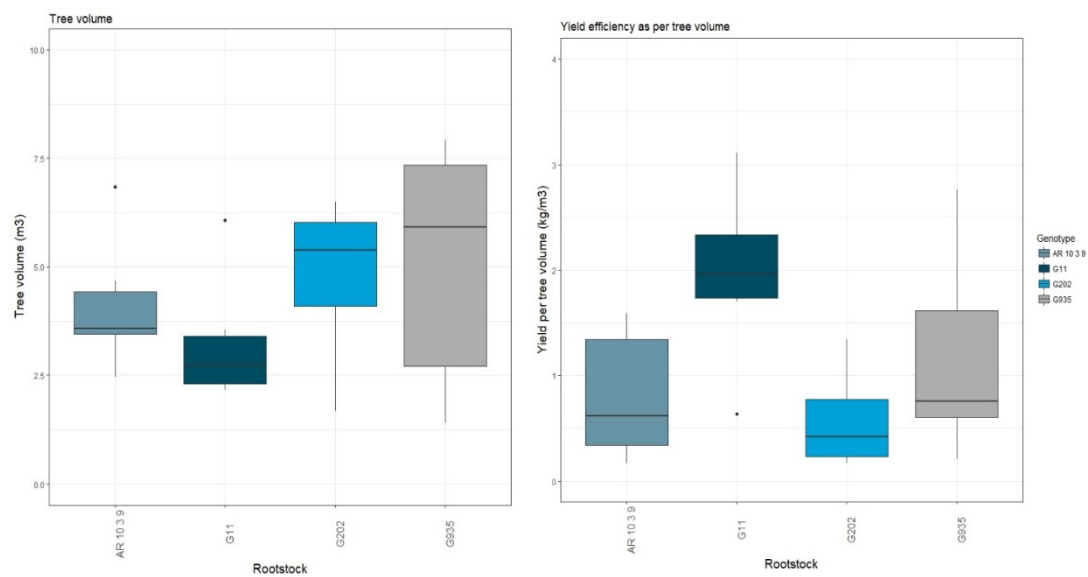 Tree volume
10.0
7.5
5.0
2.5
0.0
Tree volume (m3)
AR 10 3 9
G11
G202
G935
Rootstock
Yield efficiency as per tree volume
4
3
2
1
0
Yield per tree volume (kg/m3)
AR 10 3 9
G11
G202
G935
Rootstock
Genotype
AR 10 3 9
G11
G202
G935